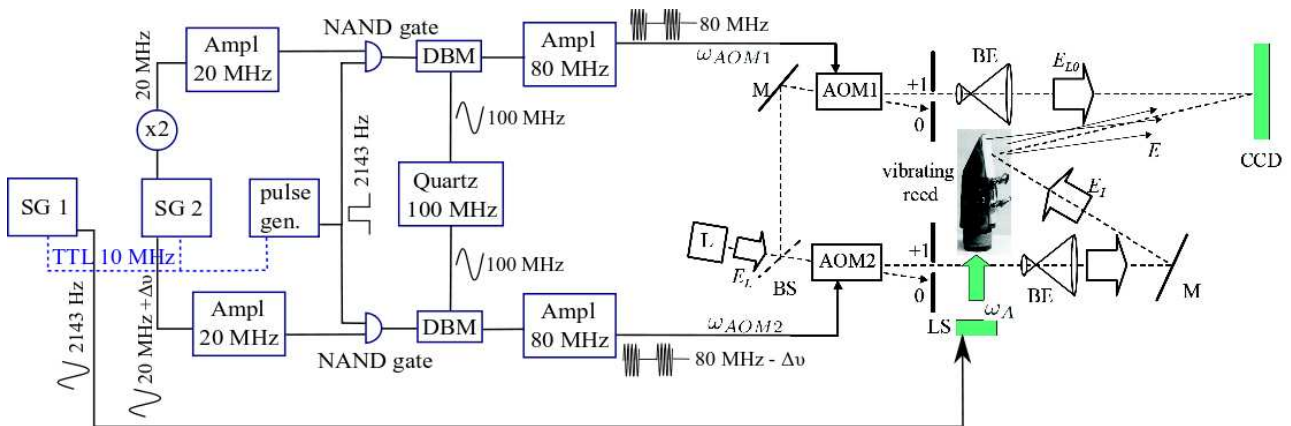 NAND gate
80 MHz
Ampl
20 MHz
DBM
Ampl
80 MHz
ωAOM1
M
AOM1
+1
0
BE
EL0
20 MHz
x2
100 MHz
2143 Hz
vibrating
reed
E
CCD
SG 1
SG 2
pulse
gen.
Quartz
100 MHz
EI
TTL 10 MHz
L
EL
BS
AOM2
+1
0
BE
M
2143 Hz
20 MHz +Δυ
Ampl
20 MHz
100 MHz
DBM
Ampl
80 MHz
ωAOM2
LS
ωA
NAND gate
80 MHz - Δυ